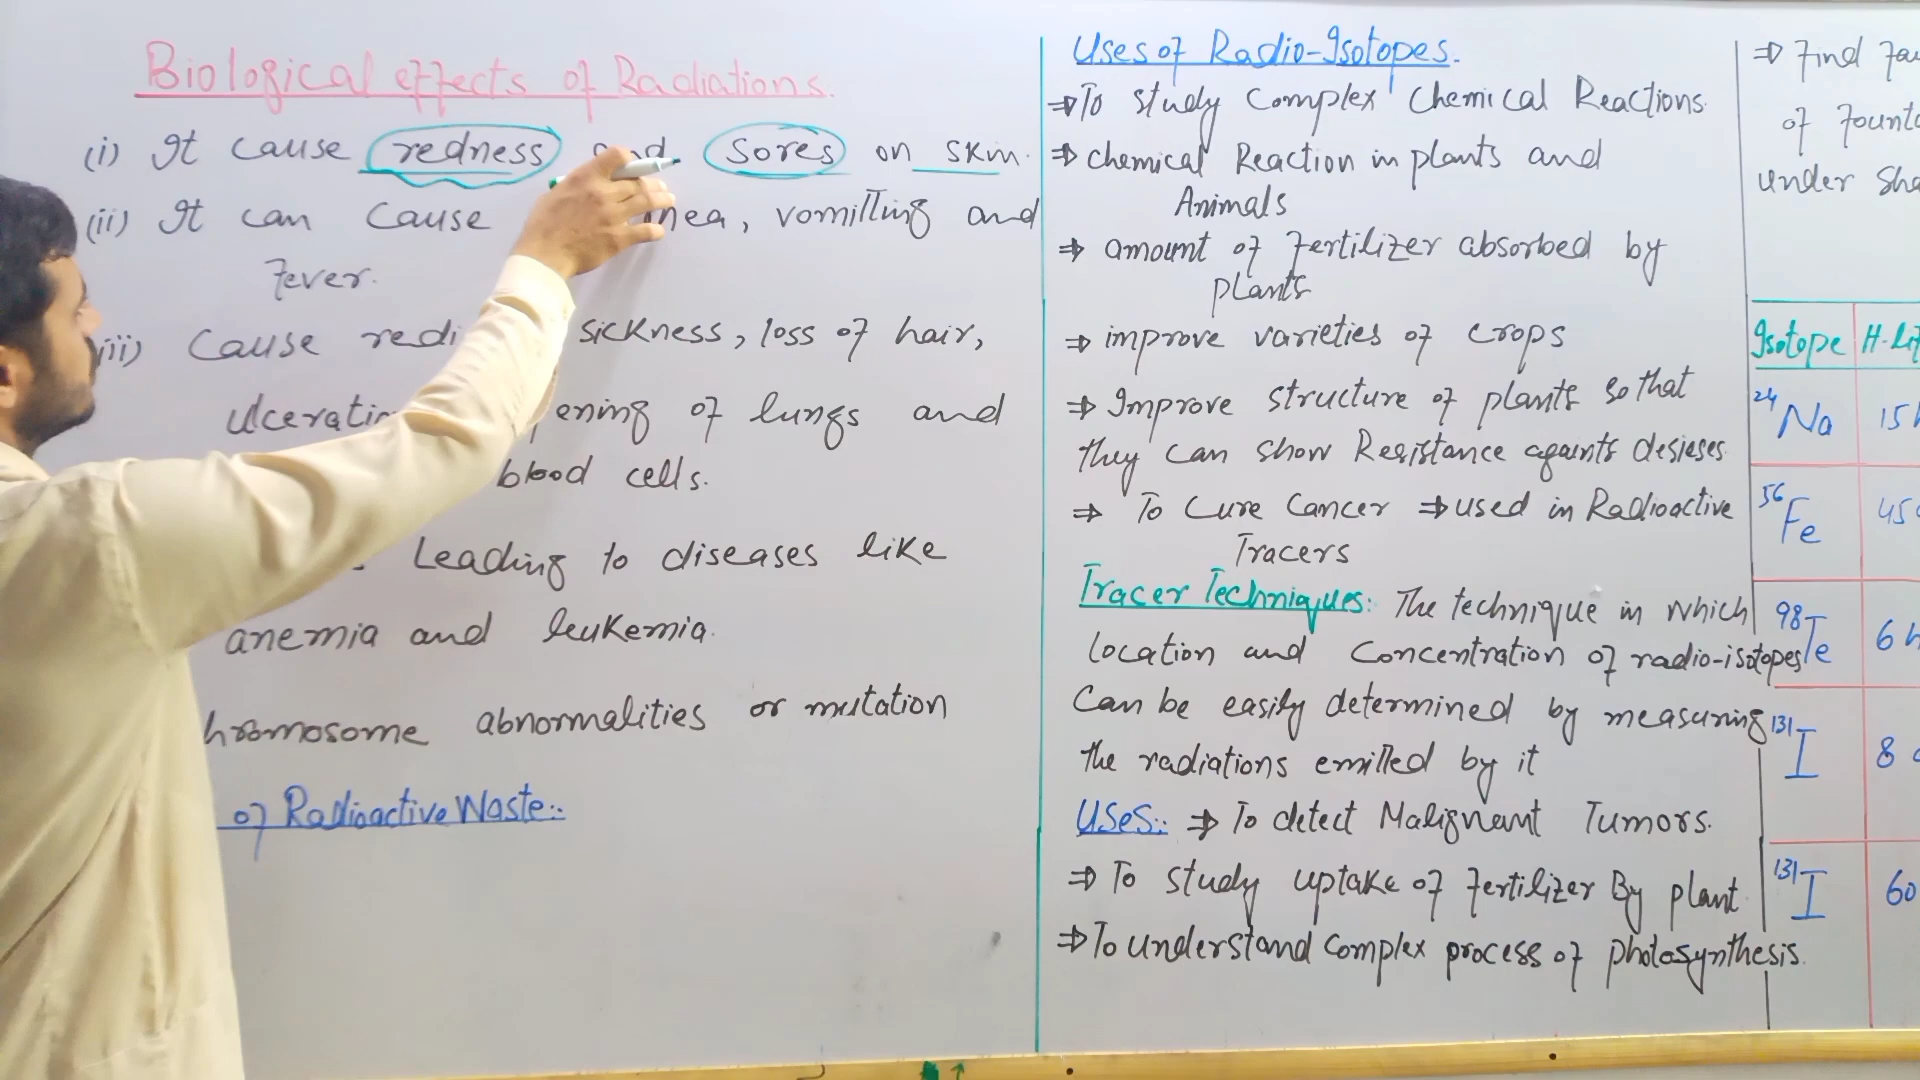 Biological effects of Radiations.
(i) It cause redness and sores on skin.
(ii) It can cause nea, vomitting and
Fever.
iii) Cause redi sickness, loss of hair,
ulceratin ening of lungs and
blood cells.
Leading to diseases like
anemia and leukemia.
hromosome abnormalities or mutation
of Radioactive Waste:-
Uses of Radio-Isotopes.
⇒ To study Complex Chemical Reactions
⇒ chemical Reaction in plants and
Animals
⇒ amount of Fertilizer absorbed by
plants
⇒ improve varieties of crops
⇒ Improve structure of plants so that
they can show Resistance againts desieses
⇒ To Cure Cancer ⇒ used in Radioactive
Tracers
Tracer Techniques: The technique in which
location and Concentration of radio-isotopes
Can be easily determined by measuring
the radiations emitted by it
Uses:- ⇒ To detect Malignant Tumors.
⇒ To study uptake of Fertilizer By plant
⇒ To understand Complex process of photosynthesis.
⇒ Find
of
under
Isotope H.
24Na 15
56Fe 45
98Te 6
131I 8
131I 60